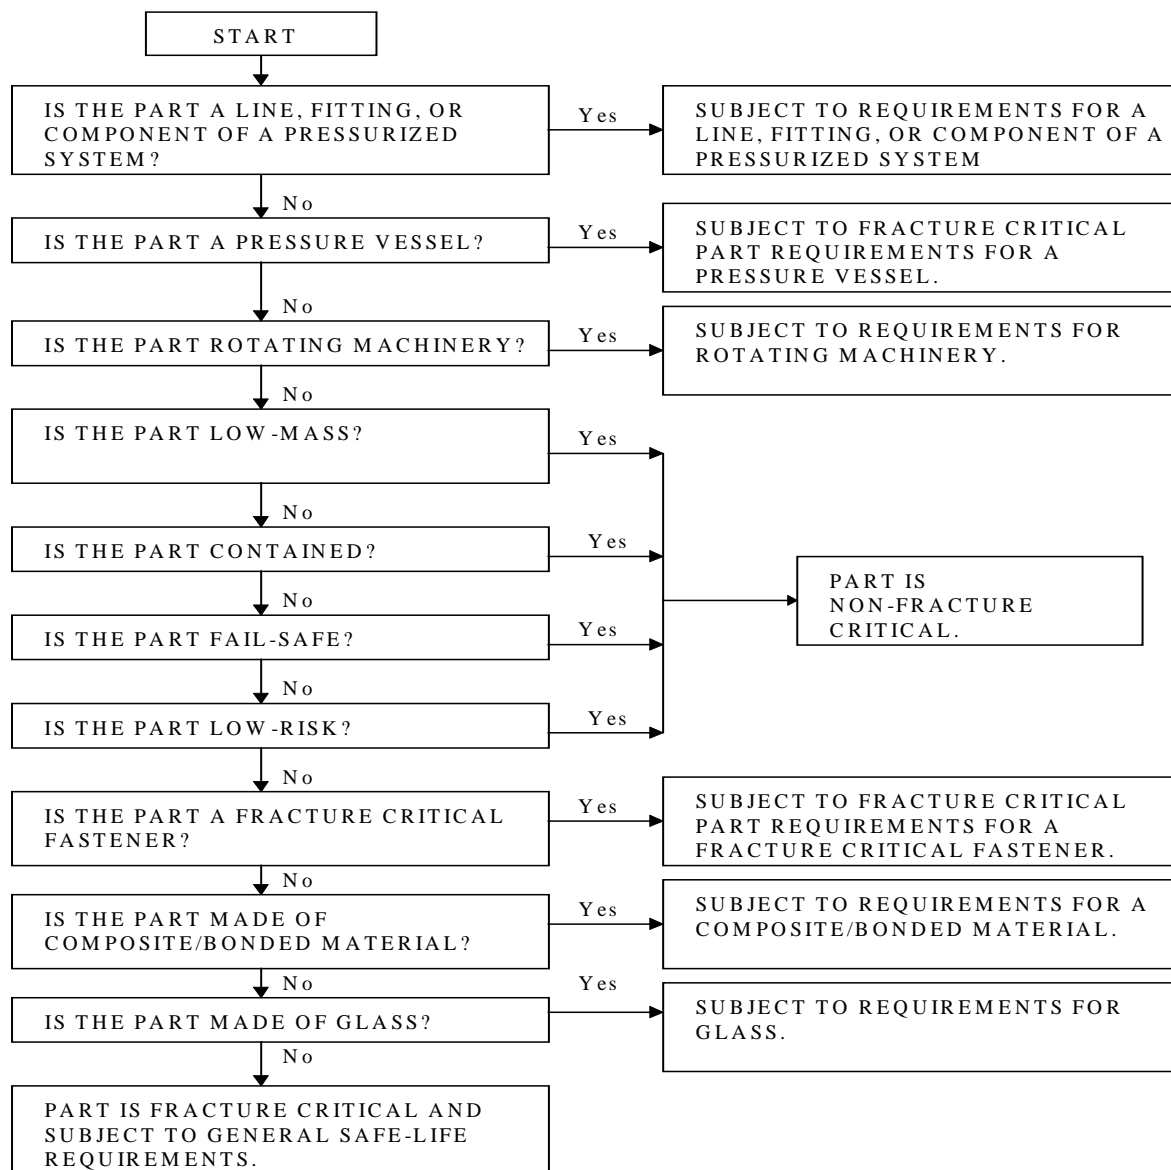 START
IS THE PART A LINE, FITTING, OR
COMPONENT OF A PRESSURIZED
SYSTEM?
Yes
SUBJECT TO REQUIREMENTS FOR A
LINE, FITTING, OR COMPONENT OF A
PRESSURIZED SYSTEM
No
IS THE PART A PRESSURE VESSEL?
Yes
SUBJECT TO FRACTURE CRITICAL
PART REQUIREMENTS FOR A
PRESSURE VESSEL.
No
IS THE PART ROTATING MACHINERY?
Yes
SUBJECT TO REQUIREMENTS FOR
ROTATING MACHINERY.
No
IS THE PART LOW-MASS?
Yes
No
IS THE PART CONTAINED?
Yes
PART IS
NON-FRACTURE
CRITICAL.
No
IS THE PART FAIL-SAFE?
Yes
No
IS THE PART LOW-RISK?
Yes
No
IS THE PART A FRACTURE CRITICAL
FASTENER?
Yes
SUBJECT TO FRACTURE CRITICAL
PART REQUIREMENTS FOR A
FRACTURE CRITICAL FASTENER.
No
IS THE PART MADE OF
COMPOSITE/BONDED MATERIAL?
Yes
SUBJECT TO REQUIREMENTS FOR A
COMPOSITE/BONDED MATERIAL.
No
IS THE PART MADE OF GLASS?
Yes
SUBJECT TO REQUIREMENTS FOR
GLASS.
No
PART IS FRACTURE CRITICAL AND
SUBJECT TO GENERAL SAFE-LIFE
REQUIREMENTS.